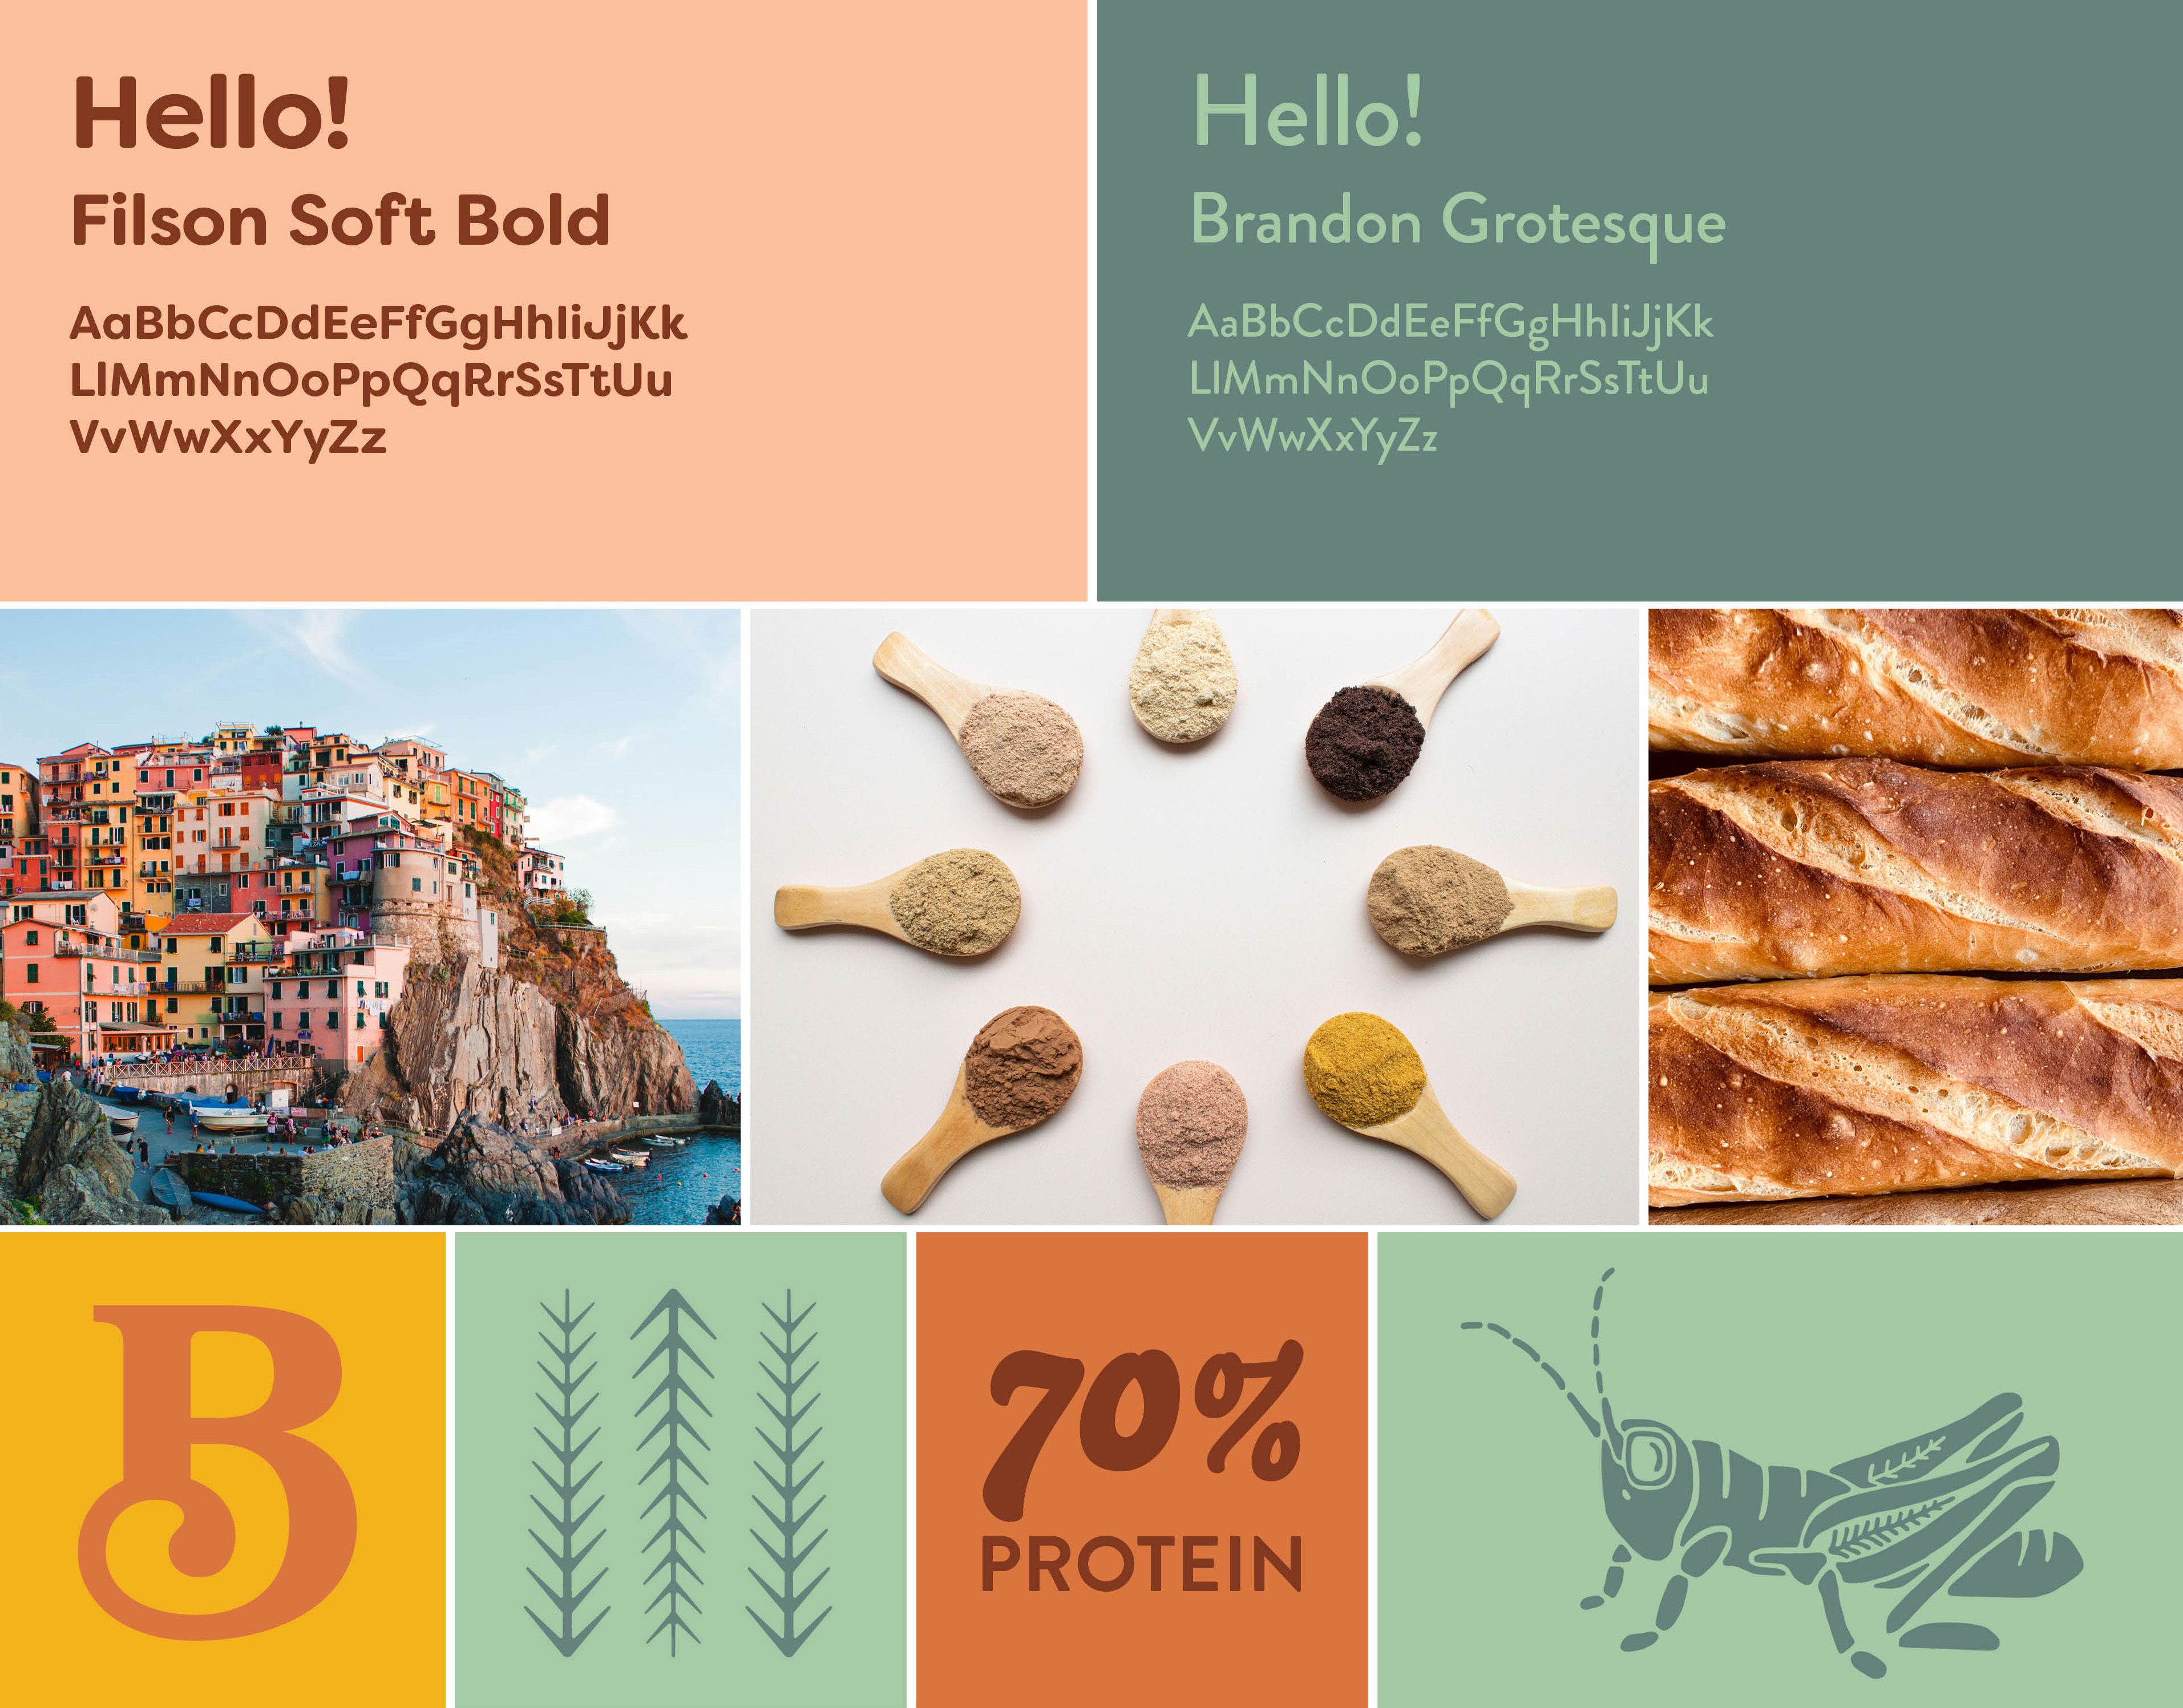 Hello!
Filson Soft Bold
AaBbCcDdEeFfGgHhIiJjKk
LlMmNnOoPpQqRrSsTtUu
VvWwXxYyZz
Hello!
Brandon Grotesque
AaBbCcDdEeFfGgHhIiJjKk
LlMmNnOoPpQqRrSsTtUu
VvWwXxYyZz
B
70%
PROTEIN